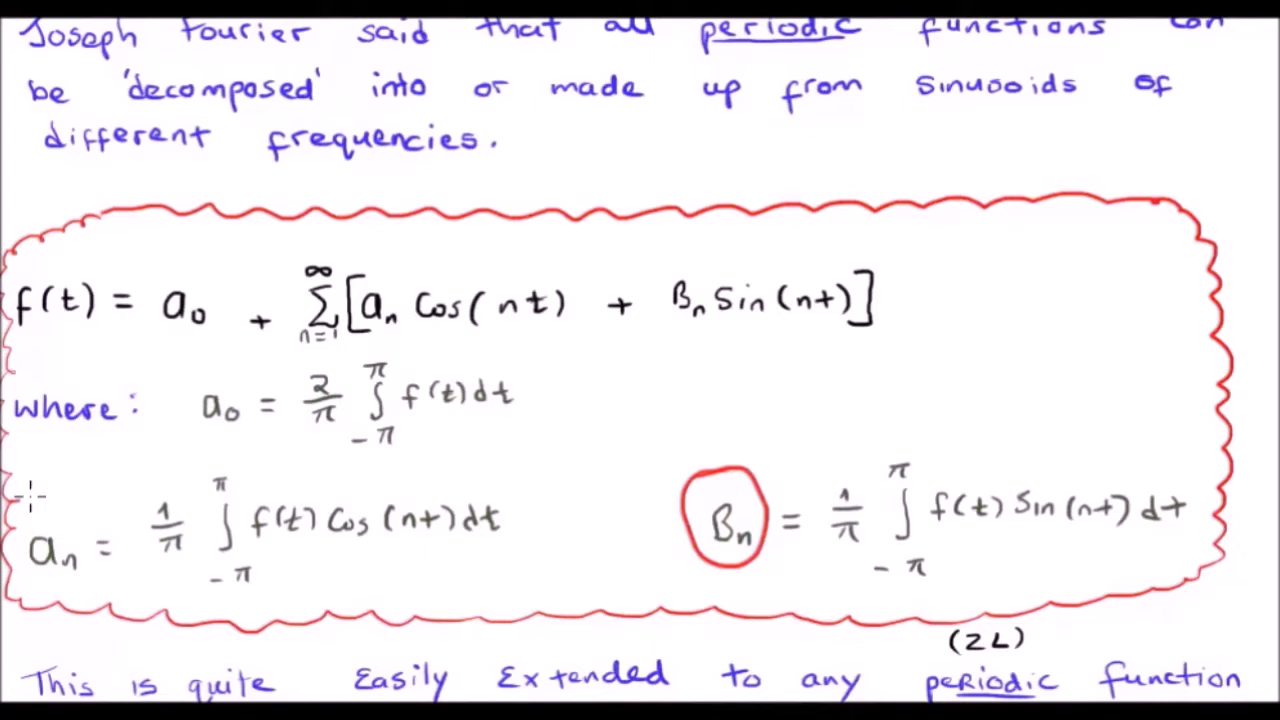 Joseph Fourier said that all periodic functions can
be 'decomposed' into or made up from Sinusoids of
different frequencies.
f(t) = a₀ + ∞ Σ n=1 [aₙ Cos(nt) + Bₙ Sin(nt)]
where: a₀ = 2/π ∫ π -π f(t)dt
aₙ = 1/π ∫ π -π f(t) Cos(nt)dt Bₙ = 1/π ∫ π -π f(t) Sin(nt) dt
(2L)
This is quite Easily Extended to any periodic function